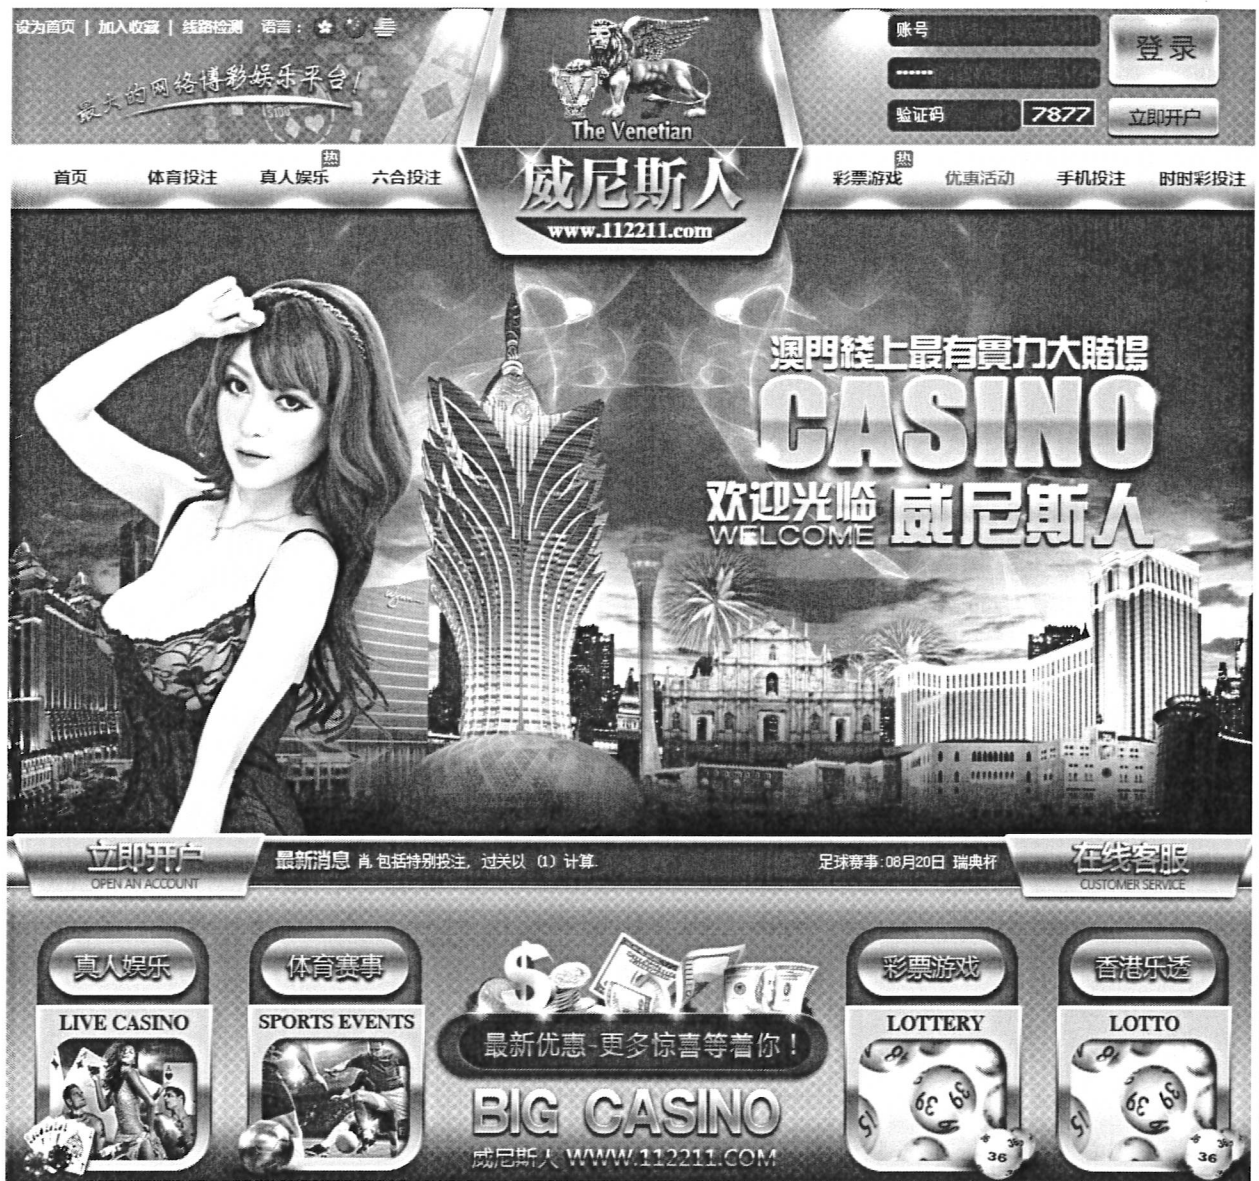 设为首页 | 加入收藏 | 线路检测 语言：
最大的网络博彩娱乐平台！
The Venetian
威尼斯人
www.112211.com
账号
······
验证码 7877
登录
立即开户
首页 体育投注 真人娱乐 热 六合投注
彩票游戏 热 优惠活动 手机投注 时时彩投注
澳門綫上最有實力大賭場
CASINO
欢迎光临 威尼斯人
WELCOME
wynn
立即开户
OPEN AN ACCOUNT
最新消息 肖,包括特别投注，过关以（1）计算.
足球赛事:08月20日 瑞典杯
在线客服
CUSTOMER SERVICE
真人娱乐
LIVE CASINO
体育赛事
SPORTS EVENTS
最新优惠-更多惊喜等着你！
BIG CASINO
威尼斯人 WWW.112211.COM
彩票游戏
LOTTERY
39
36
香港乐透
LOTTO
39
36